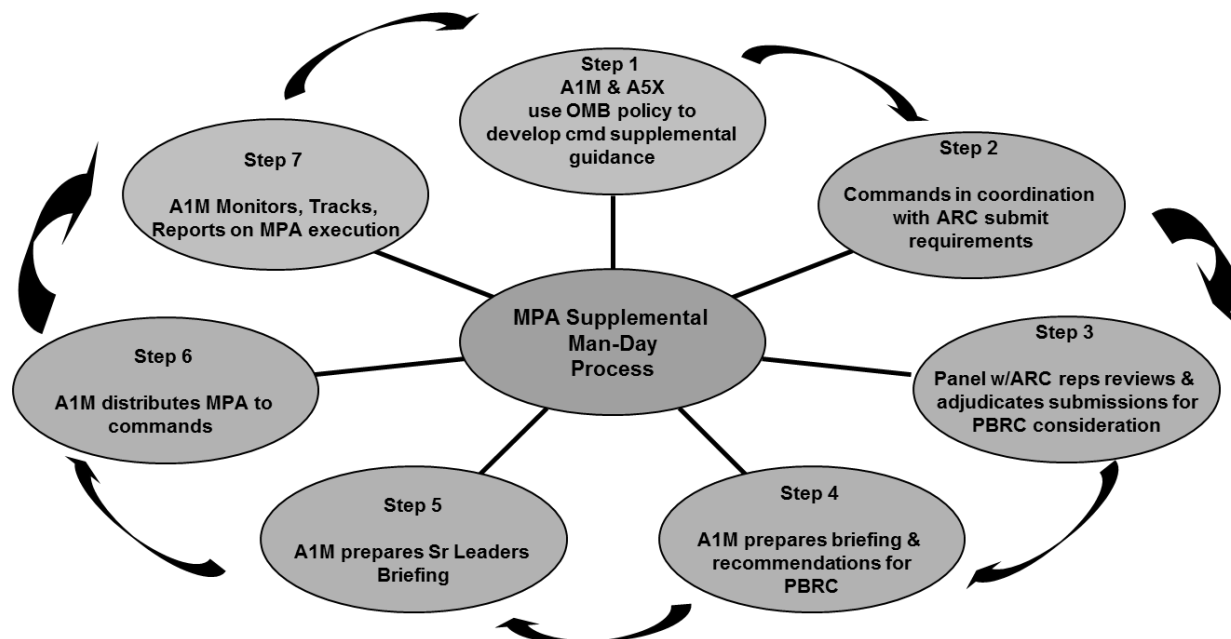 Step 1
A1M & A5X
use OMB policy to
develop cmd supplemental
guidance
Step 2
Commands in coordination
with ARC submit
requirements
Step 3
Panel w/ARC reps reviews &
adjudicates submissions for
PBRC consideration
Step 4
A1M prepares briefing &
recommendations for
PBRC
Step 5
A1M prepares Sr Leaders
Briefing
Step 6
A1M distributes MPA to
commands
Step 7
A1M Monitors, Tracks,
Reports on MPA execution
MPA Supplemental
Man-Day
Process